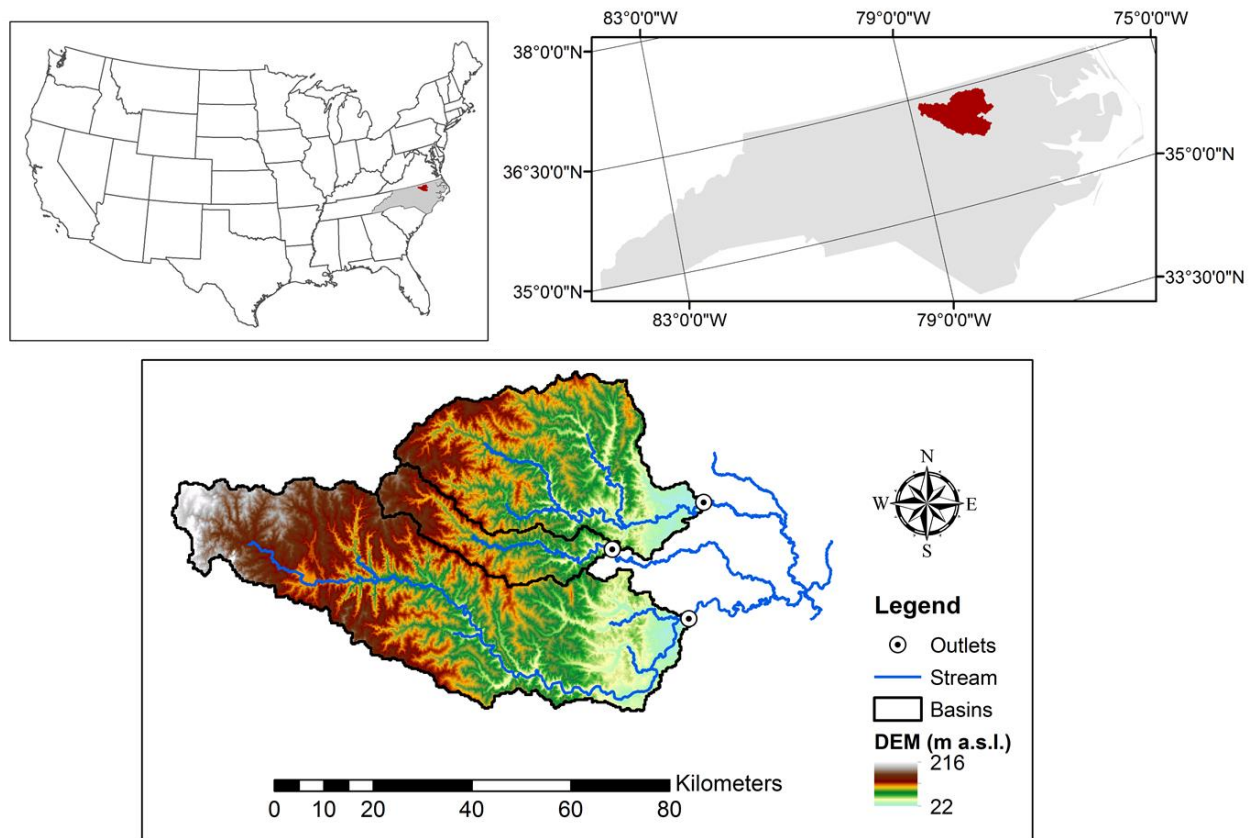 83°0'0"W 79°0'0"W 75°0'0"W
38°0'0"N
36°30'0"N
35°0'0"N
35°0'0"N
33°30'0"N
83°0'0"W 79°0'0"W
N
W E
S
Legend
Outlets
Stream
Basins
DEM (m a.s.l.)
216
22
Kilometers
0 10 20 40 60 80